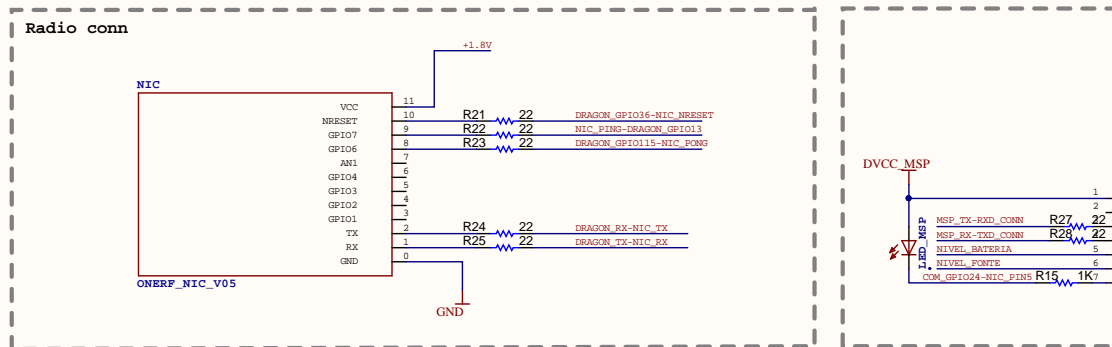 Radio conn
+1.8V
NIC
VCC 11
NRESET 10 R21 22 DRAGON_GPIO36-NIC_NRESET
GPIO7 9 R22 22 NIC_PING-DRAGON_GPIO13
GPIO6 8 R23 22 DRAGON_GPIO115-NIC_PONG
AN1 7
GPIO4 6
GPIO3 5
GPIO2 4
GPIO1 3
TX 2 R24 22 DRAGON_RX-NIC_TX
RX 1 R25 22 DRAGON_TX-NIC_RX
GND 0
ONERF_NIC_V05
GND
DVCC_MSP
1
2
MSP_TX-RXD_CONN R27 22
MSP_RX-TXD_CONN R28 22
NIVEL_BATERIA 5
NIVEL_FONTE 6
COM_GPIO24-NIC_PIN5 R15 1K 7
LED_MSP